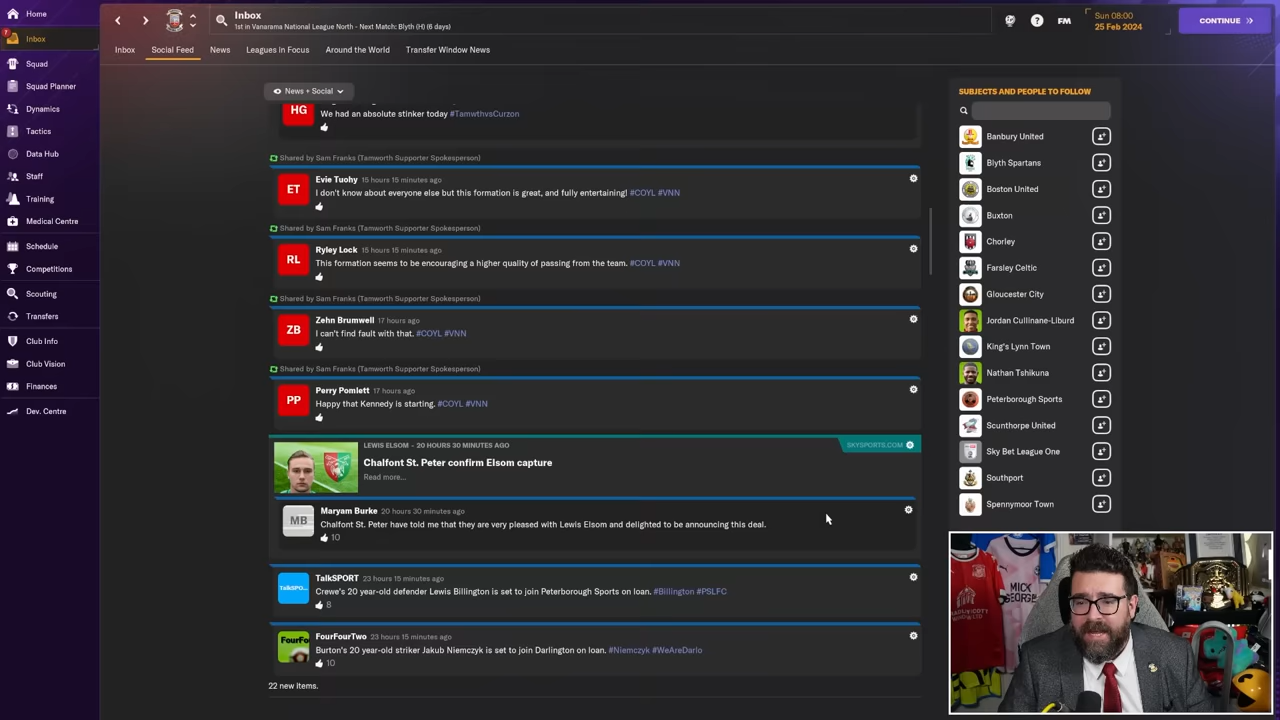 Home
Inbox
Squad
Squad Planner
Dynamics
Tactics
Data Hub
Staff
Training
Medical Centre
Schedule
Competitions
Scouting
Transfers
Club Info
Club Vision
Finances
Dev. Centre
Inbox
1st in Vanarama National League North - Next Match: Blyth (H) (6 days)
FM
Sun 08:00
25 Feb 2024
CONTINUE
Inbox
Social Feed
News
Leagues In Focus
Around the World
Transfer Window News
News + Social
HG
We had an absolute stinker today #TamwthvsCurzon
Shared by Sam Franks (Tamworth Supporter Spokesperson)
ET
Evie Tuohy 15 hours 15 minutes ago
I don't know about everyone else but this formation is great, and fully entertaining! #COYL #VNN
Shared by Sam Franks (Tamworth Supporter Spokesperson)
RL
Ryley Lock 15 hours 15 minutes ago
This formation seems to be encouraging a higher quality of passing from the team. #COYL #VNN
Shared by Sam Franks (Tamworth Supporter Spokesperson)
ZB
Zehn Brumwell 17 hours ago
I can't find fault with that. #COYL #VNN
Shared by Sam Franks (Tamworth Supporter Spokesperson)
PP
Perry Pomlett 17 hours ago
Happy that Kennedy is starting. #COYL #VNN
LEWIS ELSOM - 20 HOURS 30 MINUTES AGO
SKYSPORTS.COM
Chalfont St. Peter confirm Elsom capture
Read more...
MB
Maryam Burke 20 hours 30 minutes ago
Chalfont St. Peter have told me that they are very pleased with Lewis Elsom and delighted to be announcing this deal.
10
TalkSPO...
TalkSPORT 23 hours 15 minutes ago
Crewe's 20 year-old defender Lewis Billington is set to join Peterborough Sports on loan. #Billington #PSLFC
8
FourFo
FourFourTwo 23 hours 15 minutes ago
Burton's 20 year-old striker Jakub Niemczyk is set to join Darlington on loan. #Niemczyk #WeAreDarlo
10
22 new items.
SUBJECTS AND PEOPLE TO FOLLOW
Banbury United
Blyth Spartans
Boston United
Buxton
Chorley
Farsley Celtic
Gloucester City
Jordan Cullinane-Liburd
King's Lynn Town
Nathan Tshikuna
Peterborough Sports
Scunthorpe United
Sky Bet League One
Southport
Spennymoor Town
MICK
GEORGE